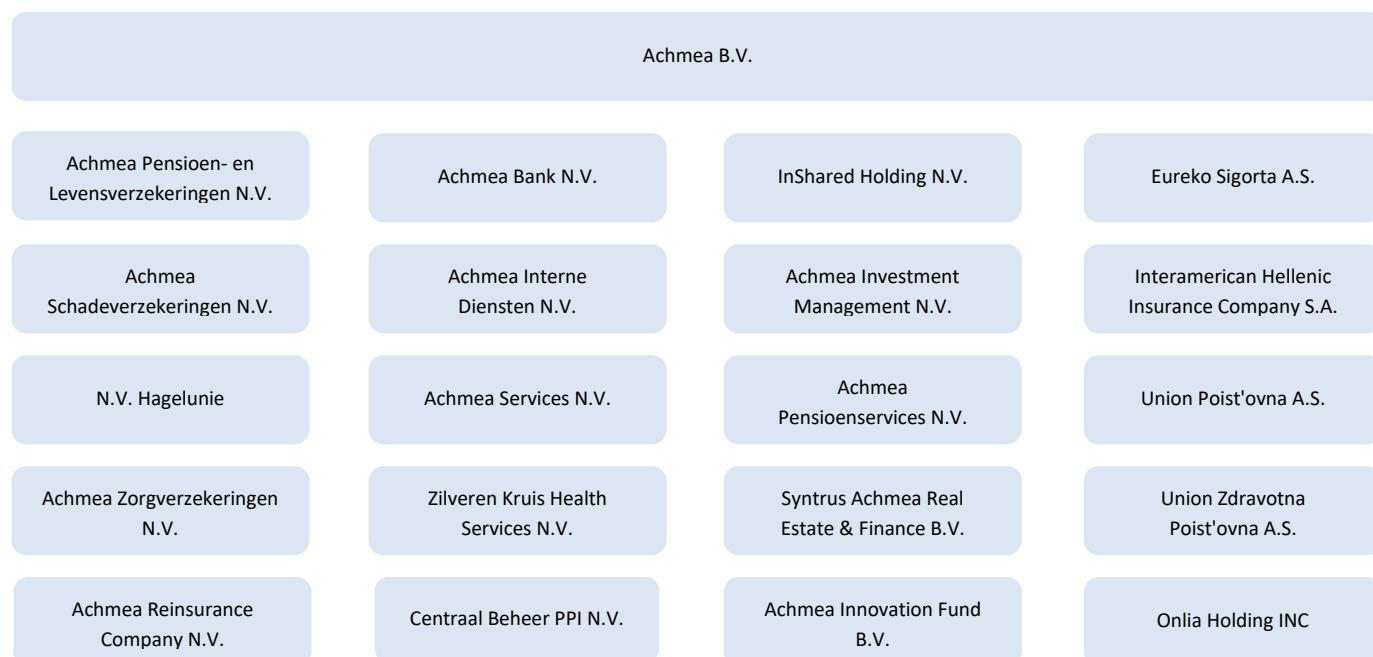 Achmea B.V.
Achmea Pensioen- en
Levensverzekeringen N.V.
Achmea Bank N.V.
InShared Holding N.V.
Eureko Sigorta A.S.
Achmea
Schadeverzekeringen N.V.
Achmea Interne
Diensten N.V.
Achmea Investment
Management N.V.
Interamerican Hellenic
Insurance Company S.A.
N.V. Hagelunie
Achmea Services N.V.
Achmea
Pensioenservices N.V.
Union Poist'ovna A.S.
Achmea Zorgverzekeringen
N.V.
Zilveren Kruis Health
Services N.V.
Syntrus Achmea Real
Estate & Finance B.V.
Union Zdravotna
Poist'ovna A.S.
Achmea Reinsurance
Company N.V.
Centraal Beheer PPI N.V.
Achmea Innovation Fund
B.V.
Onlia Holding INC